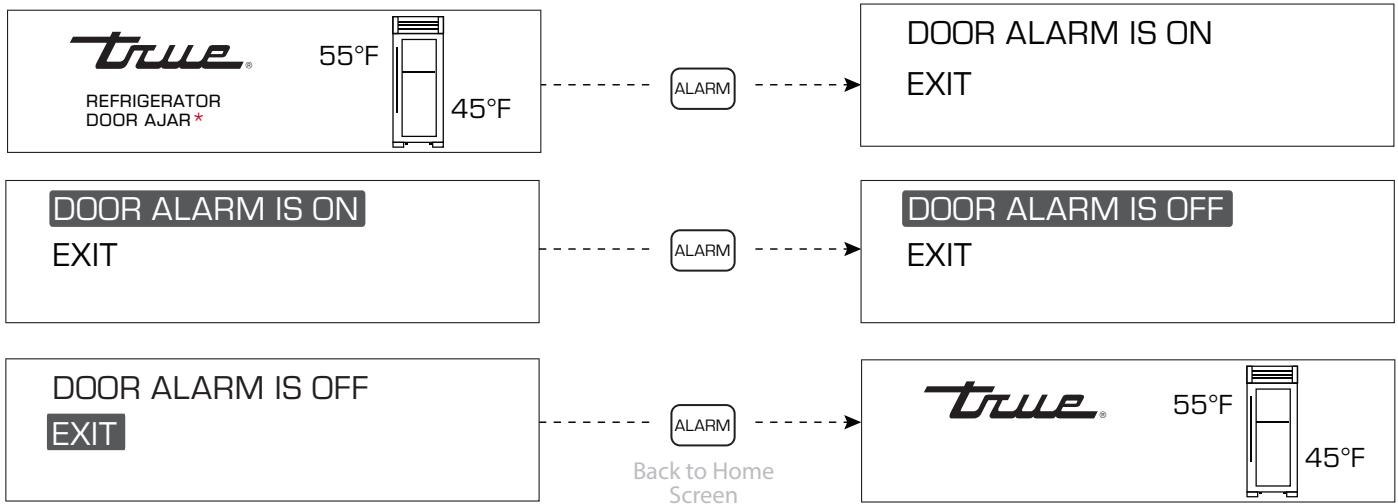 true®
REFRIGERATOR
DOOR AJAR*
55°F
45°F
ALARM
DOOR ALARM IS ON
EXIT
DOOR ALARM IS ON
EXIT
ALARM
DOOR ALARM IS OFF
EXIT
DOOR ALARM IS OFF
EXIT
ALARM
Back to Home
Screen
true®
55°F
45°F